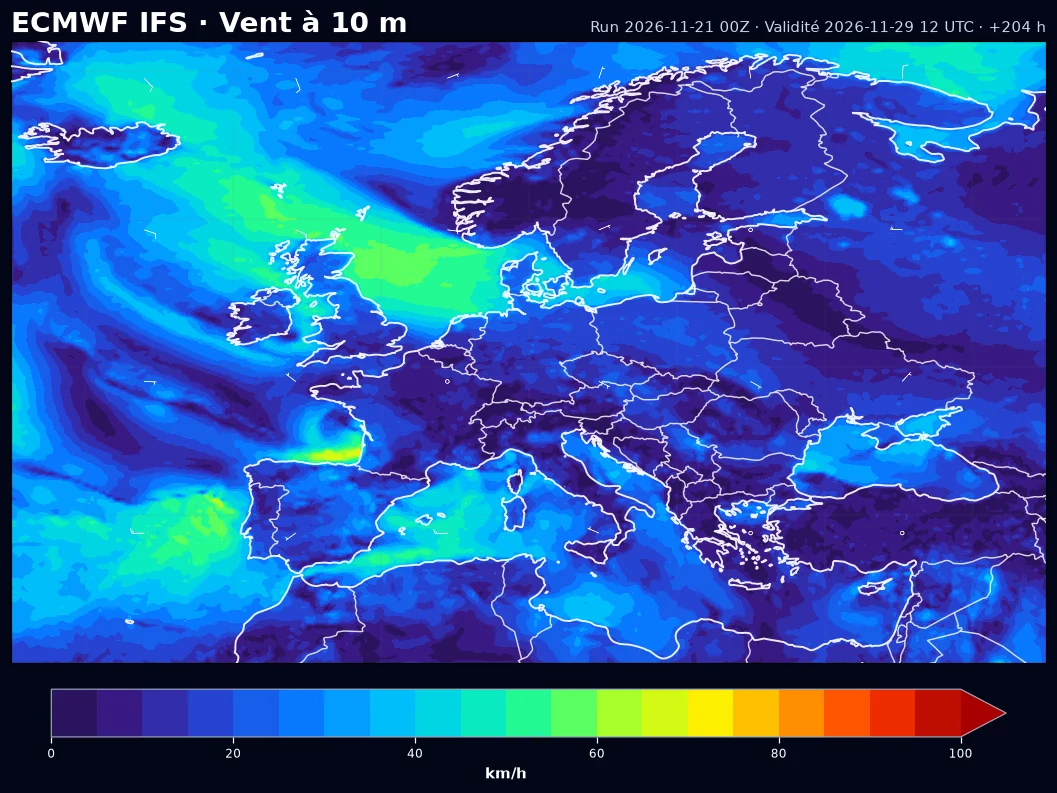 ECMWF IFS · Vent à 10 m
Run 2026-11-21 00Z · Validité 2026-11-29 12 UTC · +204 h
0 20 40 60 80 100
km/h